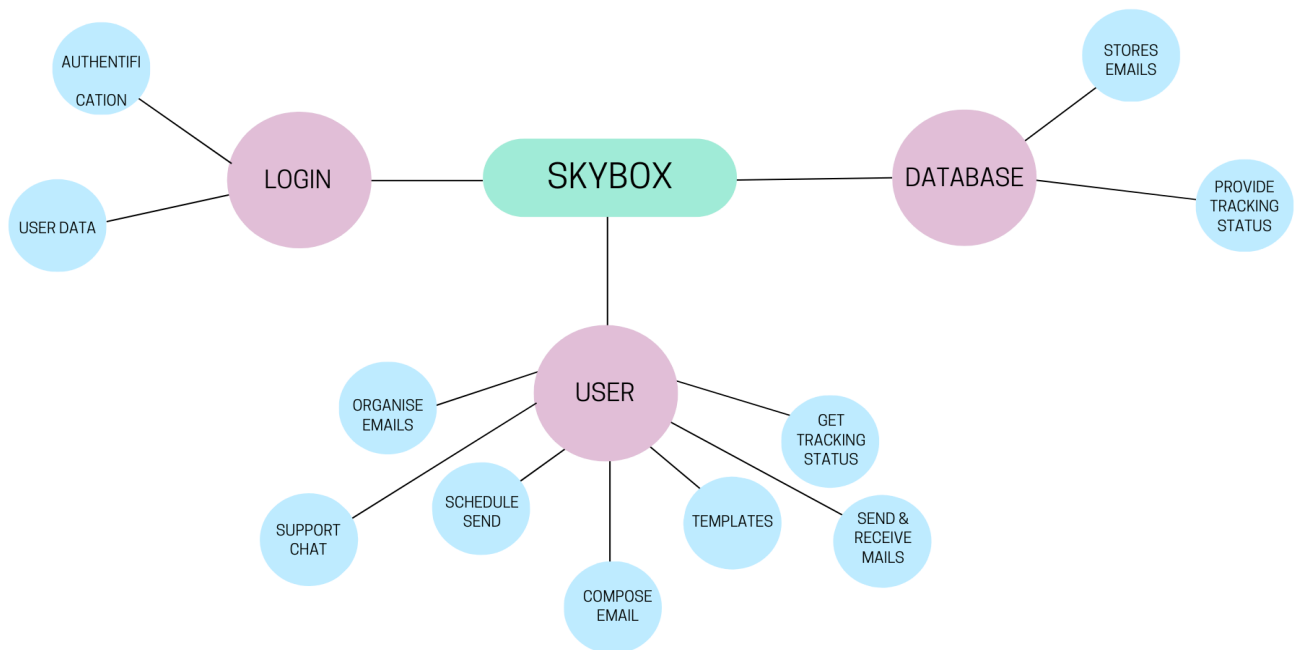 AUTHENTIFI
CATION
USER DATA
LOGIN
SKYBOX
DATABASE
STORES
EMAILS
PROVIDE
TRACKING
STATUS
USER
ORGANISE
EMAILS
SUPPORT
CHAT
SCHEDULE
SEND
COMPOSE
EMAIL
TEMPLATES
SEND &
RECEIVE
MAILS
GET
TRACKING
STATUS